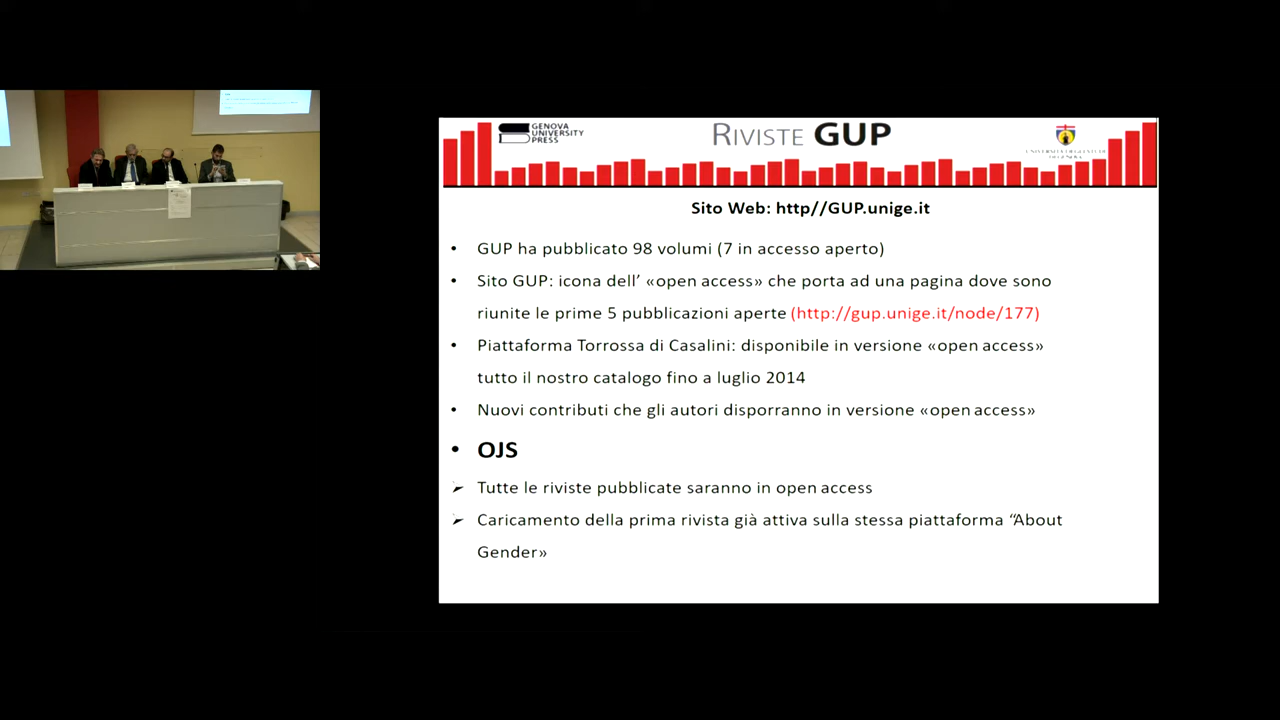 GENOVA
UNIVERSITY
PRESS
RIVISTE GUP
Sito Web: http//GUP.unige.it
• GUP ha pubblicato 98 volumi (7 in accesso aperto)
• Sito GUP: icona dell’ «open access» che porta ad una pagina dove sono
riunite le prime 5 pubblicazioni aperte (http://gup.unige.it/node/177)
• Piattaforma Torrossa di Casalini: disponibile in versione «open access»
tutto il nostro catalogo fino a luglio 2014
• Nuovi contributi che gli autori disporranno in versione «open access»
• OJS
➢ Tutte le riviste pubblicate saranno in open access
➢ Caricamento della prima rivista già attiva sulla stessa piattaforma “About
Gender»